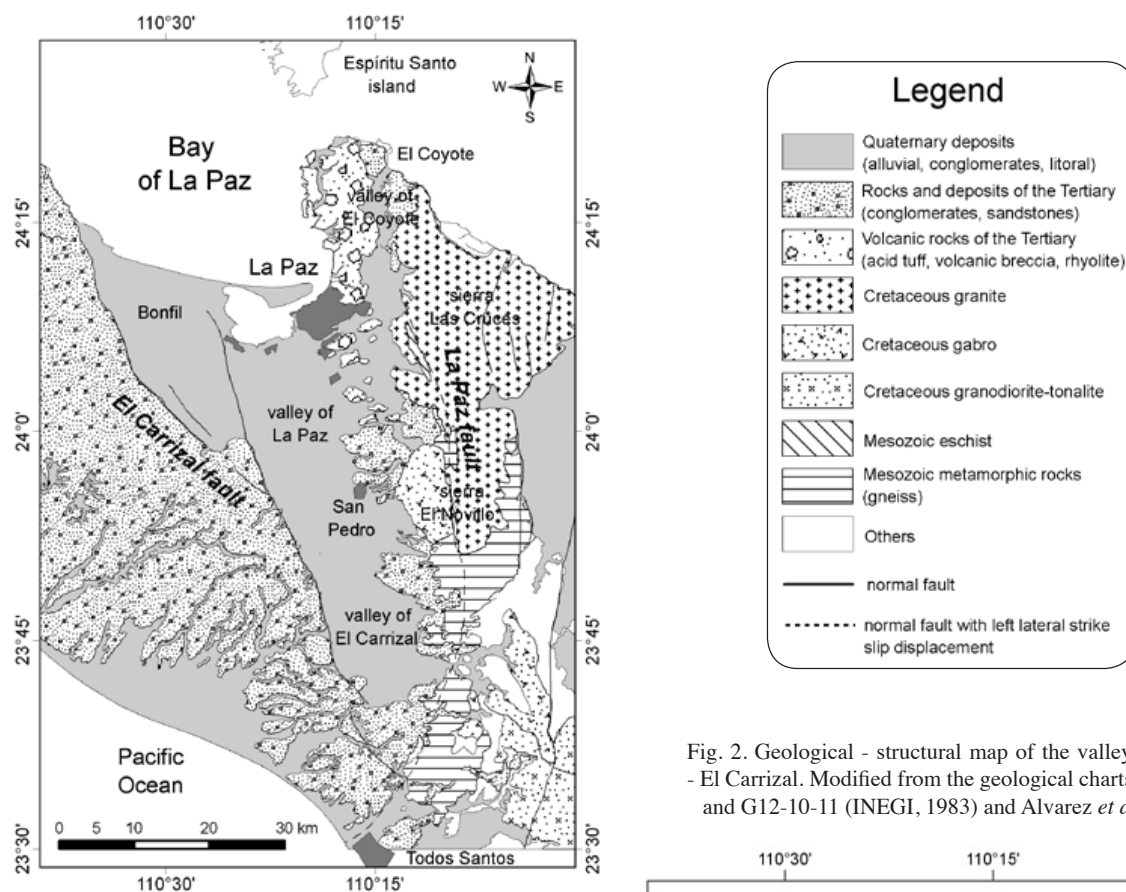 110°30'
110°15'
Espíritu Santo
island
N
W
E
S
Bay
of La Paz
El Coyote
valley of
El Coyote
24°15'
24°15'
La Paz
Bonfil
sierra
Las Cruces
La Paz fault
valley of
La Paz
24°0'
24°0'
El Carrizal fault
San
Pedro
sierra
El Novillo
valley of
El Carrizal
23°45'
23°45'
Pacific
Ocean
0 5 10 20 30 km
23°30'
23°30'
Todos Santos
110°30'
110°15'
Legend
Quaternary deposits
(alluvial, conglomerates, litoral)
Rocks and deposits of the Tertiary
(conglomerates, sandstones)
Volcanic rocks of the Tertiary
(acid tuff, volcanic breccia, rhyolite)
Cretaceous granite
Cretaceous gabro
Cretaceous granodiorite-tonalite
Mesozoic eschist
Mesozoic metamorphic rocks
(gneiss)
Others
normal fault
normal fault with left lateral strike
slip displacement
Fig. 2. Geological - structural map of the valley
- El Carrizal. Modified from the geological charts
and G12-10-11 (INEGI, 1983) and Alvarez et a
110°30'
110°15'